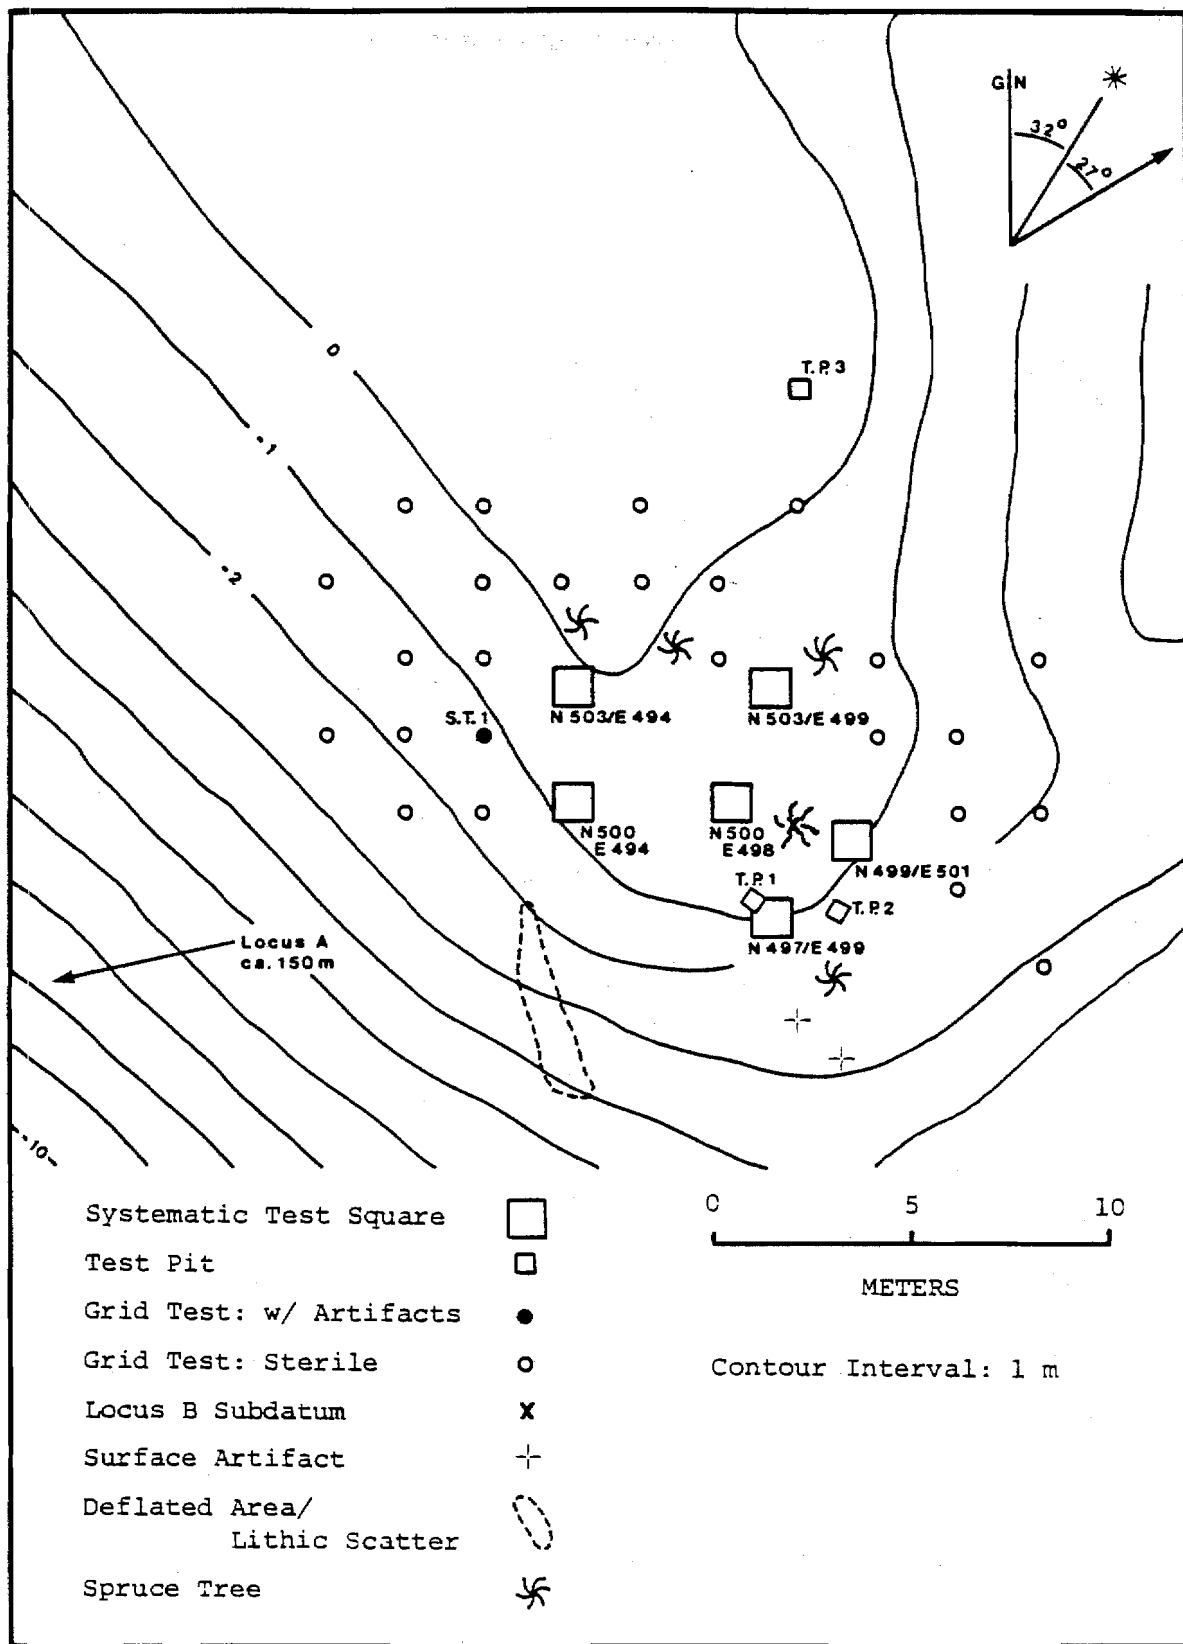 G N
32°
27°
0
T.P. 3
-1
-2
S.T. 1
N 503/E 494
N 503/E 499
N 500
E 494
N 500
E 498
N 499/E 501
T.P. 1
T.P. 2
N 497/E 499
Locus A
ca. 150 m
-10-
Systematic Test Square
Test Pit
Grid Test: w/ Artifacts
Grid Test: Sterile
Locus B Subdatum
Surface Artifact
Deflated Area/
Lithic Scatter
Spruce Tree
0 5 10
METERS
Contour Interval: 1 m